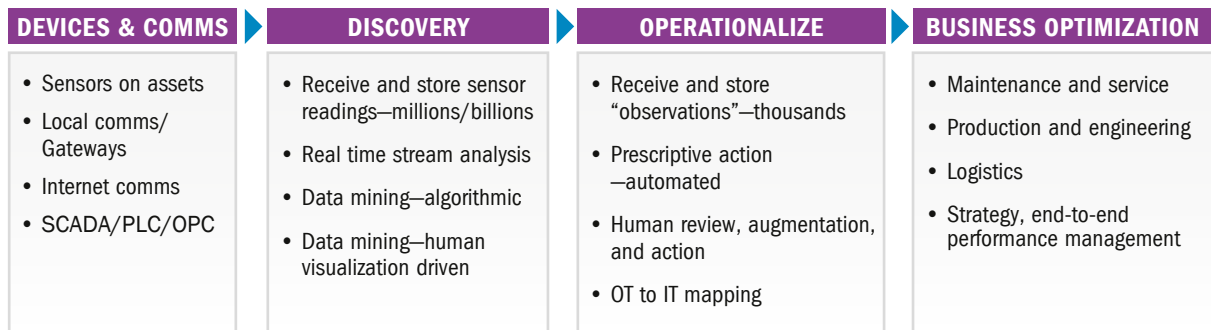 DEVICES & COMMS
• Sensors on assets
• Local comms/
Gateways
• Internet comms
• SCADA/PLC/OPC
DISCOVERY
• Receive and store sensor
readings—millions/billions
• Real time stream analysis
• Data mining—algorithmic
• Data mining—human
visualization driven
OPERATIONALIZE
• Receive and store
“observations”—thousands
• Prescriptive action
—automated
• Human review, augmentation,
and action
• OT to IT mapping
BUSINESS OPTIMIZATION
• Maintenance and service
• Production and engineering
• Logistics
• Strategy, end-to-end
performance management